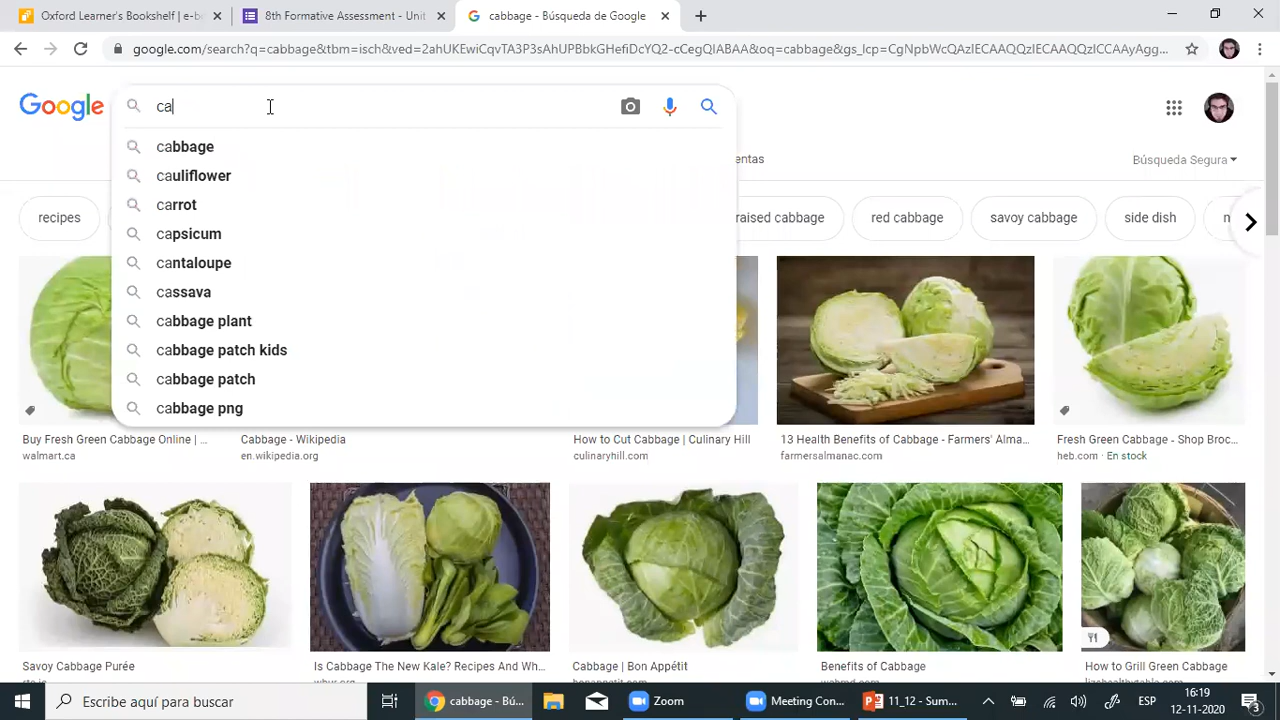 Oxford Learner's Bookshelf | e-b
8th Formative Assessment - Unit
cabbage - Búsqueda de Google
google.com/search?q=cabbage&tbm=isch&ved=2ahUKEwiCqvTA3P3sAhUPBbkGHefiDcYQ2-cCegQIABAA&oq=cabbage&gs_lcp=CgNpbWcQAzIECAAQQzIECAAQQzICCAAyAgg...
Google
ca
cabbage
cauliflower
carrot
capsicum
cantaloupe
cassava
cabbage plant
cabbage patch kids
cabbage patch
cabbage png
entas
Búsqueda Segura
recipes
raised cabbage
red cabbage
savoy cabbage
side dish
Buy Fresh Green Cabbage Online | ...
walmart.ca
Cabbage - Wikipedia
en.wikipedia.org
How to Cut Cabbage | Culinary Hill
culinaryhill.com
13 Health Benefits of Cabbage - Farmers' Alma...
farmersalmanac.com
Fresh Green Cabbage - Shop Broc...
heb.com · En stock
Savoy Cabbage Purée
Is Cabbage The New Kale? Recipes And Wh...
Cabbage | Bon Appétit
Benefits of Cabbage
How to Grill Green Cabbage
Escribe aquí para buscar
cabbage - Bú...
Zoom
Meeting Con...
11_12 - Sum...
ESP
16:19
12-11-2020
3